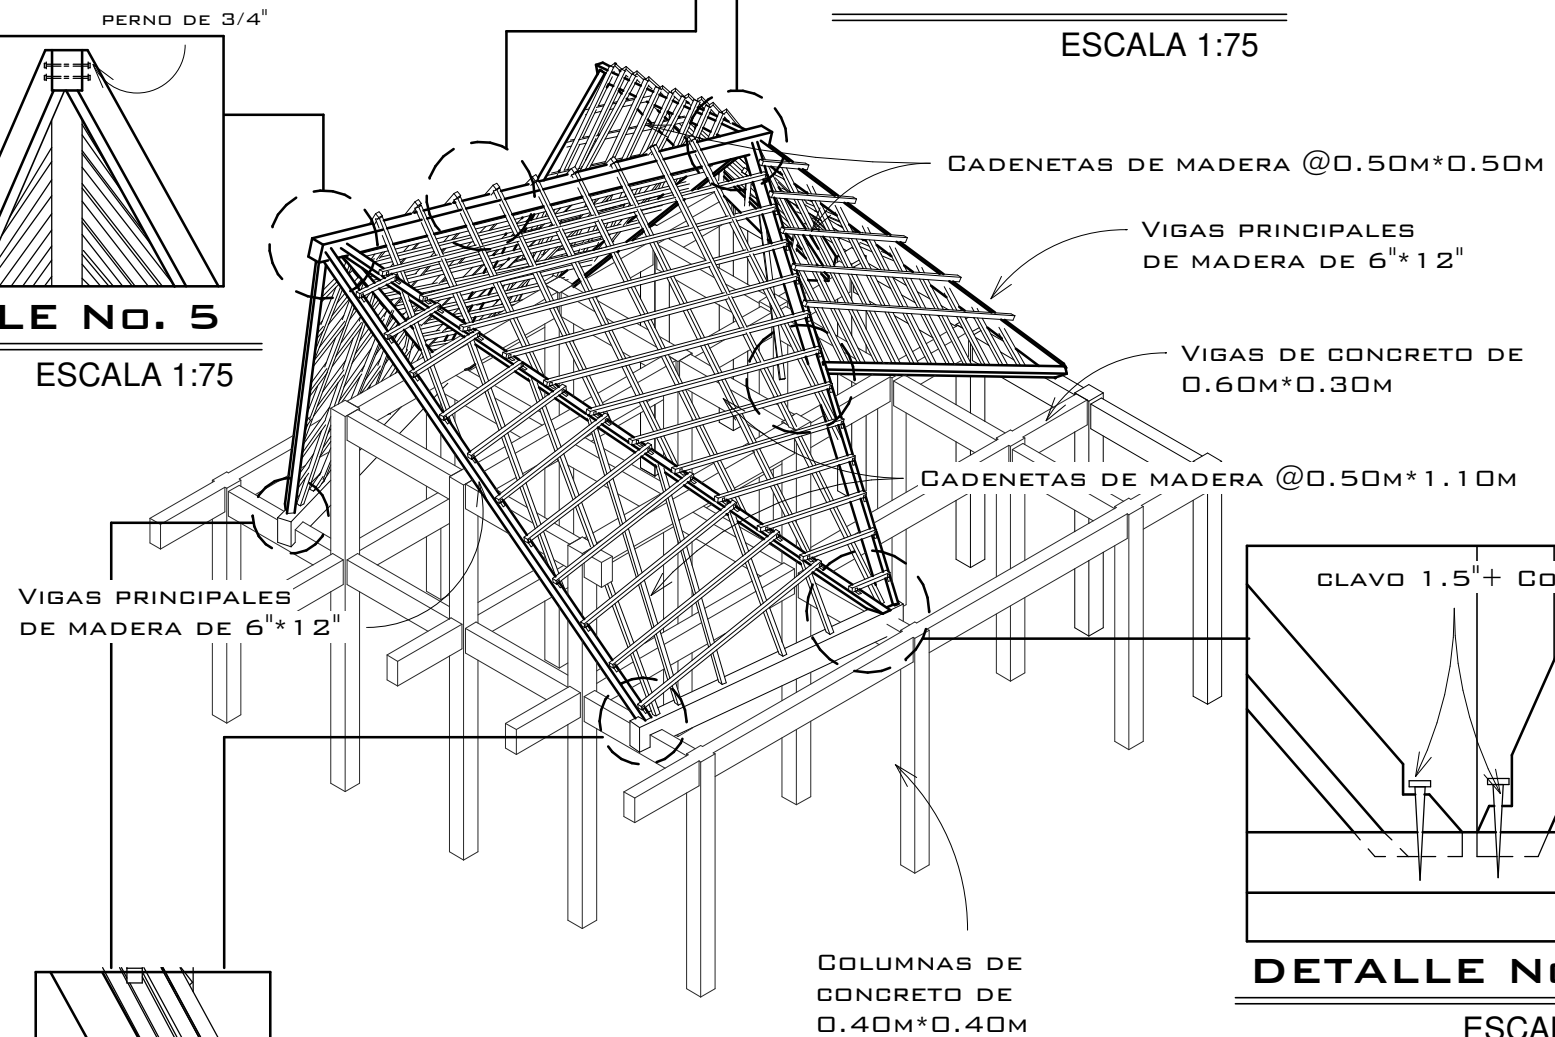 PERNO DE 3/4"
ESCALA 1:75
CADENETAS DE MADERA @0.50M*0.50M
VIGAS PRINCIPALES
DE MADERA DE 6"*12"
LE No. 5
ESCALA 1:75
VIGAS DE CONCRETO DE
0.60M*0.30M
CADENETAS DE MADERA @0.50M*1.10M
VIGAS PRINCIPALES
DE MADERA DE 6"*12"
CLAVO 1.5"+ Co
COLUMNAS DE
CONCRETO DE
0.40M*0.40M
DETALLE No
ESCAL